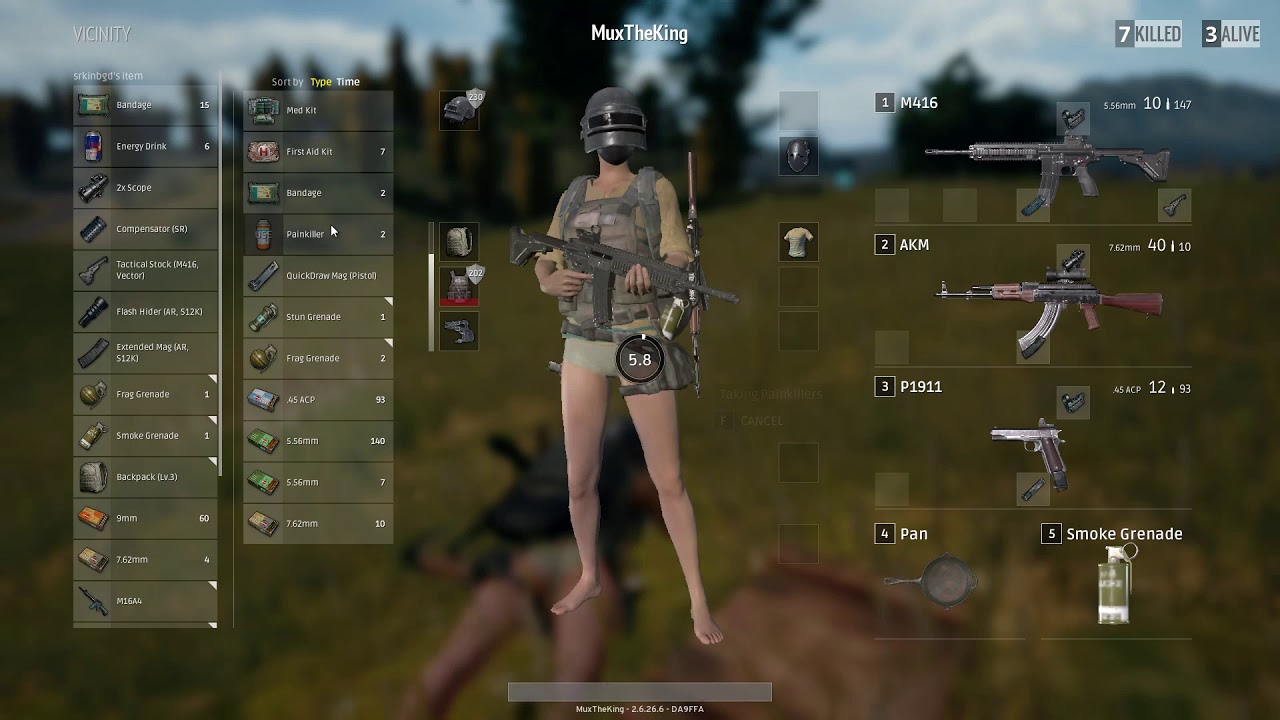 VICINITY
MuxTheKing
7 KILLED 3 ALIVE
srkinbgd's item
Bandage 15
Energy Drink 6
2x Scope
Compensator (SR)
Tactical Stock (M416,
Vector)
Flash Hider (AR, S12K)
Extended Mag (AR,
S12K)
Frag Grenade 1
Smoke Grenade 1
Backpack (Lv.3)
9mm 60
7.62mm 4
M16A4
Sort by Type Time
Med Kit
First Aid Kit 7
Bandage 2
Painkiller 2
QuickDraw Mag (Pistol)
Stun Grenade 1
Frag Grenade 2
.45 ACP 93
5.56mm 140
5.56mm 7
7.62mm 10
230
202
5.8
Taking Painkillers
F CANCEL
1 M416 5.56mm 10 147
2 AKM 7.62mm 40 10
3 P1911 .45 ACP 12 93
4 Pan
5 Smoke Grenade
MuxTheKing - 2.6.26.6 - DA9FFA